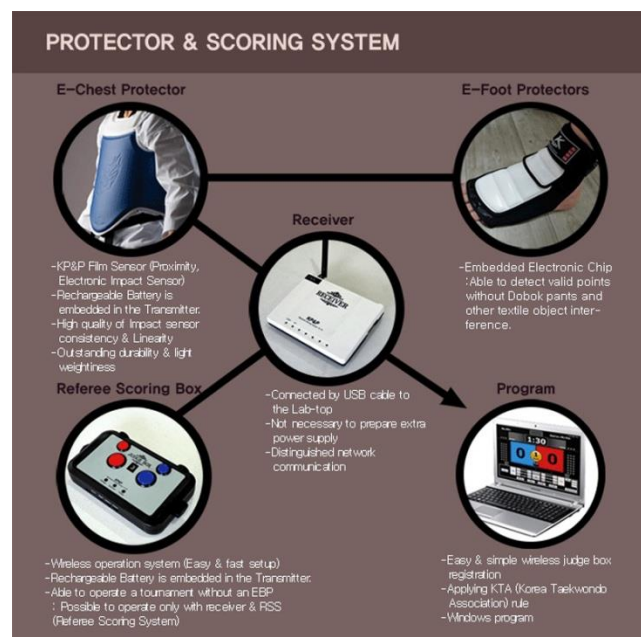 PROTECTOR & SCORING SYSTEM
E-Chest Protector
E-Foot Protectors
Receiver
-KP&P Film Sensor (Proximity,
Electronic Impact Sensor)
-Rechargeable Battery is
embedded in the Transmitter.
-High quality of Impact sensor
consistency & Linearity
-Outstanding durability & light
weightiness
-Embedded Electronic Chip
:Able to detect valid points
without Dobok pants and
other textile object inter-
ference.
RECEIVER
Referee Scoring Box
-Connected by USB cable to
the Lab-top
-Not necessary to prepare extra
power supply
-Distinguished network
communication
Program
1:30
0 0
-Wireless operation system (Easy & fast setup)
-Rechargeable Battery is embedded in the Transmitter.
-Able to operate a tournament without an EBP
: Possible to operate only with receiver & RSS
(Referee Scoring System)
-Easy & simple wireless judge box
registration
-Applying KTA (Korea Taekwondo
Association) rule
-Windows program